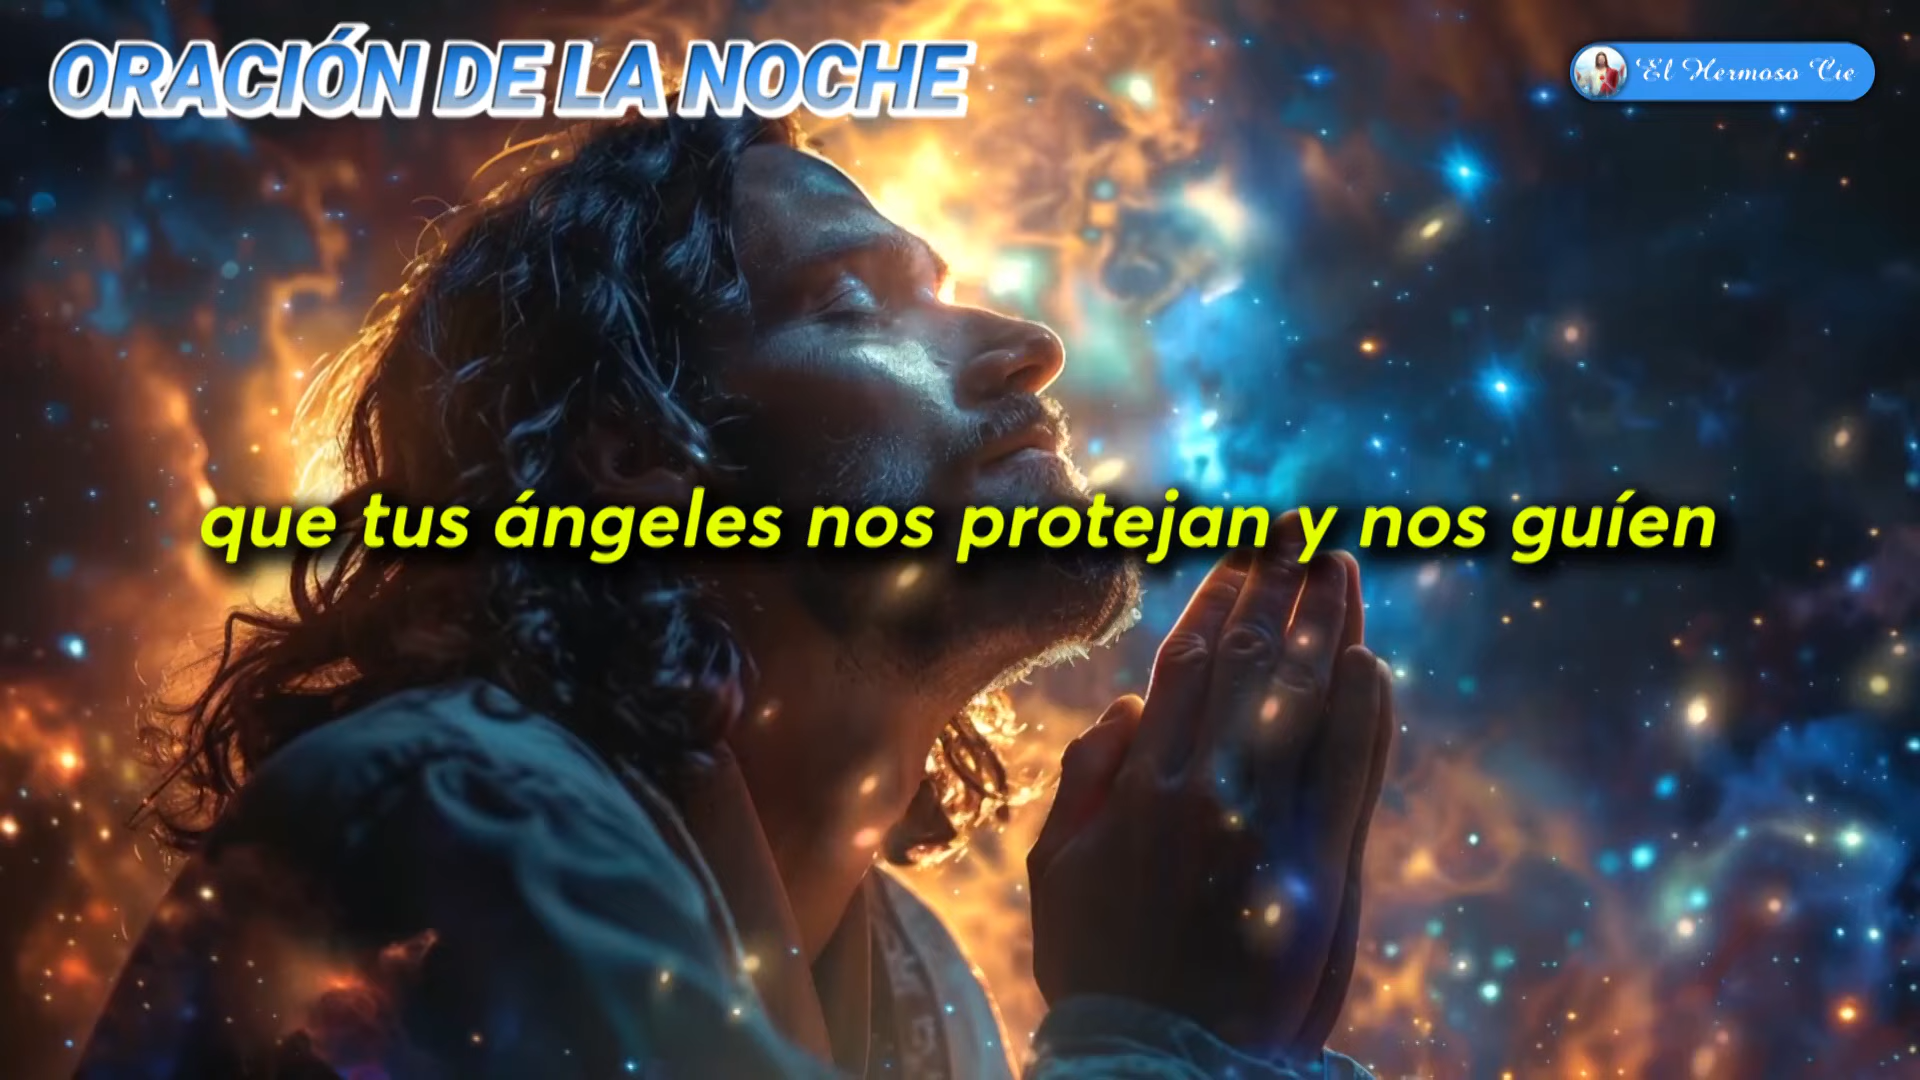 ORACIÓN DE LA NOCHE
El Hermoso Cie
que tus ángeles nos protejan y nos guíen